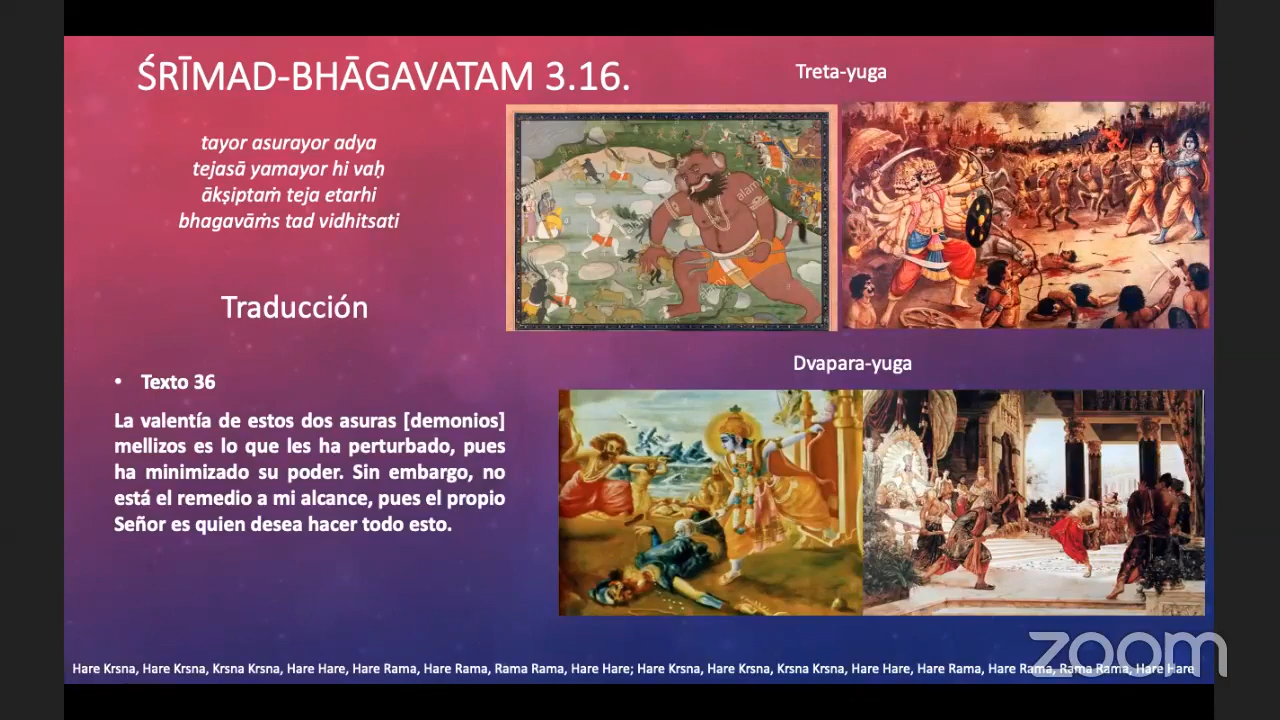 ŚRĪMAD-BHĀGAVATAM 3.16.
tayor asurayor adya
tejasā yamayor hi vaḥ
ākṣiptaṁ teja etarhi
bhagavāṁs tad vidhitsati
Traducción
• Texto 36
La valentía de estos dos asuras [demonios]
mellizos es lo que les ha perturbado, pues
ha minimizado su poder. Sin embargo, no
está el remedio a mi alcance, pues el propio
Señor es quien desea hacer todo esto.
Treta-yuga
alamy
alamy
alamy
Dvapara-yuga
Hare Krsna, Hare Krsna, Krsna Krsna, Hare Hare, Hare Rama, Hare Rama, Rama Rama, Hare Hare; Hare Krsna, Hare Krsna, Krsna Krsna, Hare Hare, Hare Rama, Hare Rama, Rama Rama, Hare Hare
zoom